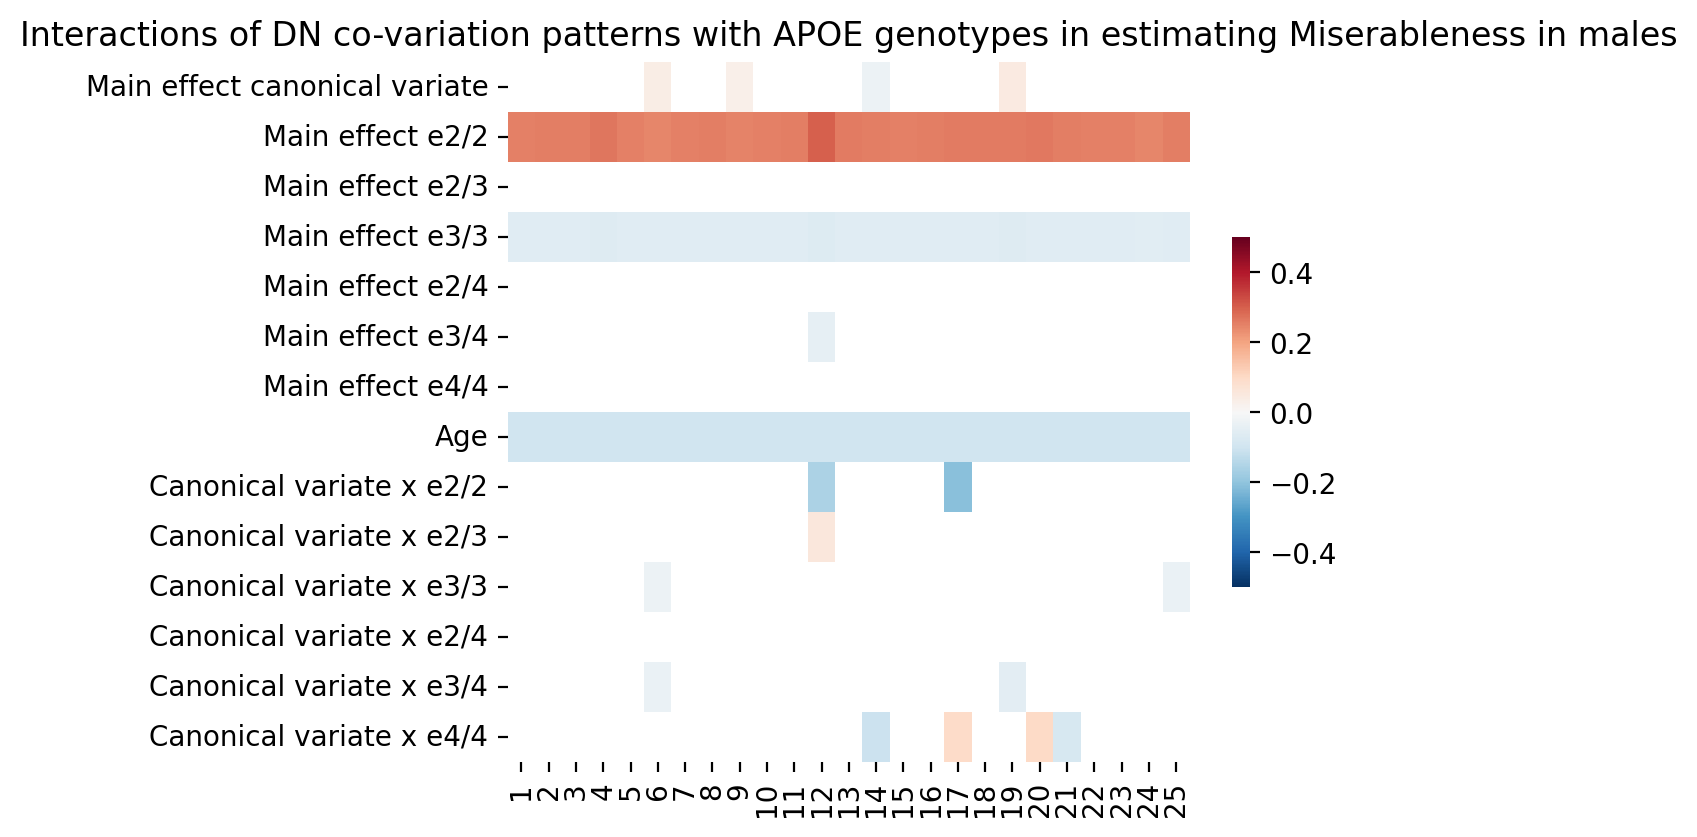 Interactions of DN co-variation patterns with APOE genotypes in estimating Miserableness in males
Main effect canonical variate
Main effect e2/2
Main effect e2/3
Main effect e3/3
Main effect e2/4
Main effect e3/4
Main effect e4/4
Age
Canonical variate x e2/2
Canonical variate x e2/3
Canonical variate x e3/3
Canonical variate x e2/4
Canonical variate x e3/4
Canonical variate x e4/4
1 2 3 4 5 6 7 8 9 10 11 12 13 14 15 16 17 18 19 20 21 22 23 24 25
0.4
0.2
0.0
−0.2
−0.4